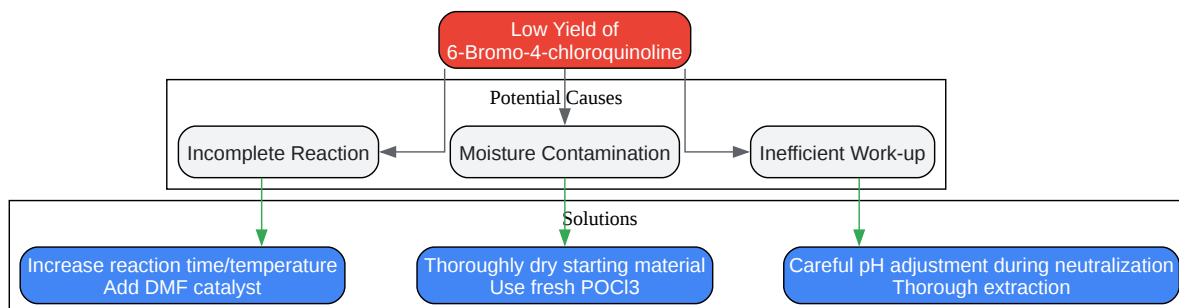 Low Yield of
6-Bromo-4-chloroquinoline
Potential Causes
Incomplete Reaction
Moisture Contamination
Inefficient Work-up
Solutions
Increase reaction time/temperature
Add DMF catalyst
Thoroughly dry starting material
Use fresh POCl3
Careful pH adjustment during neutralization
Thorough extraction